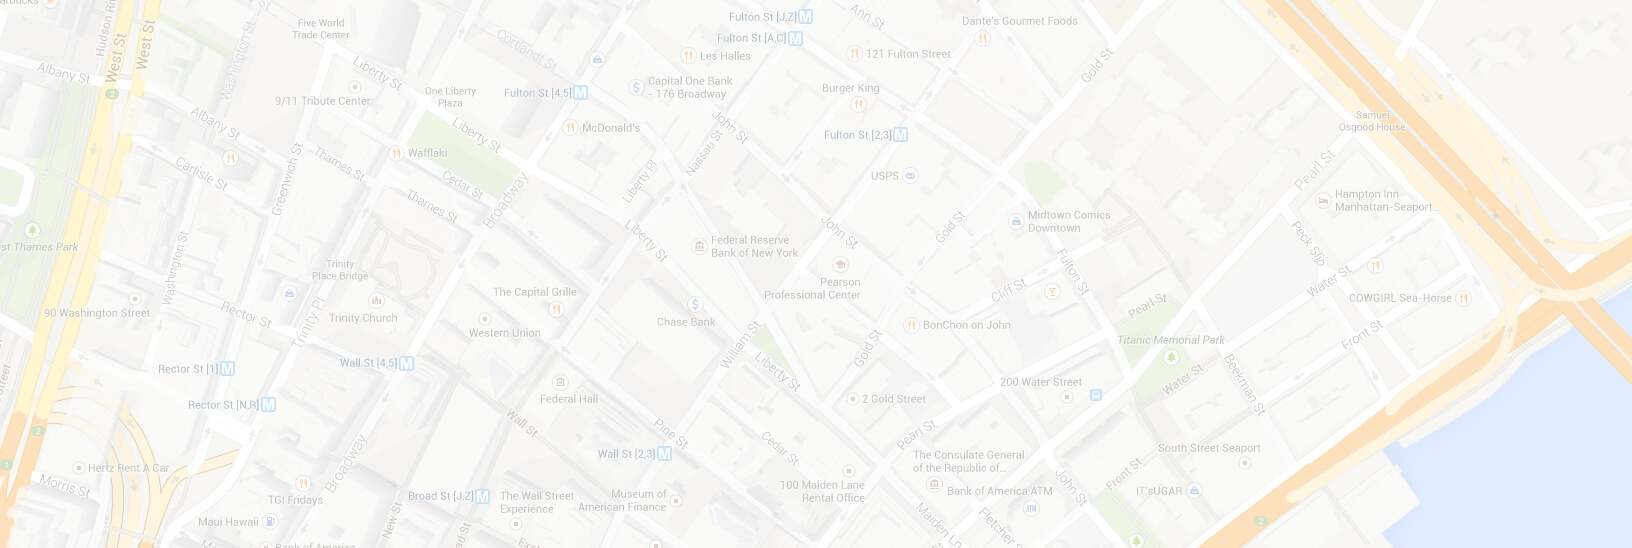 Fulton St [J,Z]
Ann St
Dante's Gourmet Foods
Hudson Riv
West St
West St
Washington St
Five World
Trade Center
Cortlandt St
Fulton St [A,C]
Les Halles
121 Fulton Street
Gold St
Albany St
Liberty St
9/11 Tribute Center
One Liberty
Plaza
Fulton St [4,5]
Capital One Bank
- 176 Broadway
Burger King
2
Albany St
Liberty St
McDonald's
John St
Fulton St [2,3]
Samuel
Osgood House
Carlisle St
Greenwich St
Thames St
Wafflaki
Cedar St
Broadway
Thames St
Liberty Pl
Nassau St
USPS
Pearl St
Hampton Inn
Manhattan-Seaport...
st Thames Park
Washington St
Trinity
Place Bridge
Liberty St
Federal Reserve
Bank of New York
John St
Gold St
Midtown Comics
Downtown
Peck Slip
Fulton St
Water St
90 Washington Street
Rector St
Trinity Pl
Trinity Church
The Capital Grille
Western Union
Chase Bank
Pearson
Professional Center
Cliff St
Pearl St
COWGIRL Sea-Horse
BonChon on John
Titanic Memorial Park
Front St
Rector St [1]
Wall St [4,5]
William St
Liberty St
Gold St
200 Water Street
Water St
Beekman St
Rector St [N,R]
Federal Hall
2 Gold Street
Wall St
Pine St
Cedar St
Pearl St
2
Broadway
Wall St [2,3]
The Consulate General
of the Republic of...
South Street Seaport
1
Hertz Rent A Car
Morris St
TGI Fridays
Broad St [J,Z]
The Wall Street
Experience
Museum of
American Finance
100 Maiden Lane
Rental Office
Bank of America ATM
John St
Front St
IT'sUGAR
Maui Hawaii
New St
Maiden Ln
Fletcher S
2
Bank of America